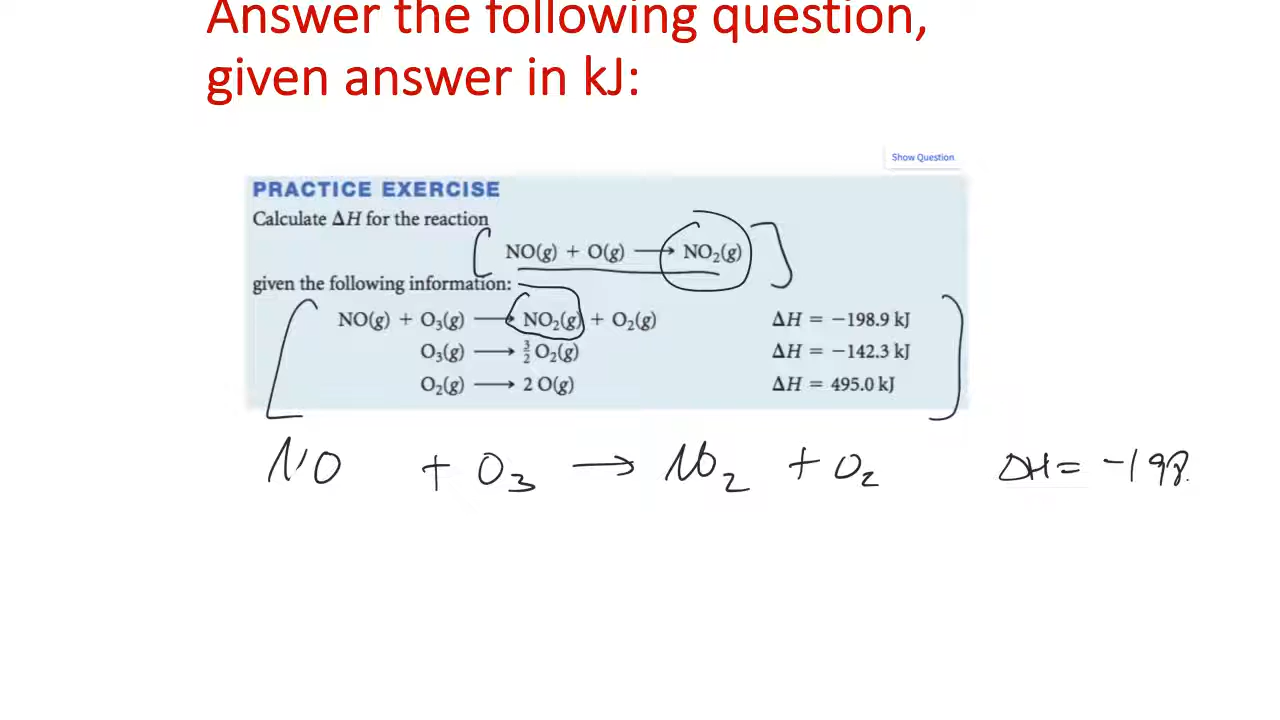 Answer the following question,
given answer in kJ:
Show Question
PRACTICE EXERCISE
Calculate ΔH for the reaction
NO(g) + O(g) ⟶ NO₂(g)
given the following information:
NO(g) + O₃(g) ⟶ NO₂(g) + O₂(g) ΔH = −198.9 kJ
O₃(g) ⟶ 3/2 O₂(g) ΔH = −142.3 kJ
O₂(g) ⟶ 2 O(g) ΔH = 495.0 kJ
NO + O₃ → NO₂ + O₂ ΔH = −198.